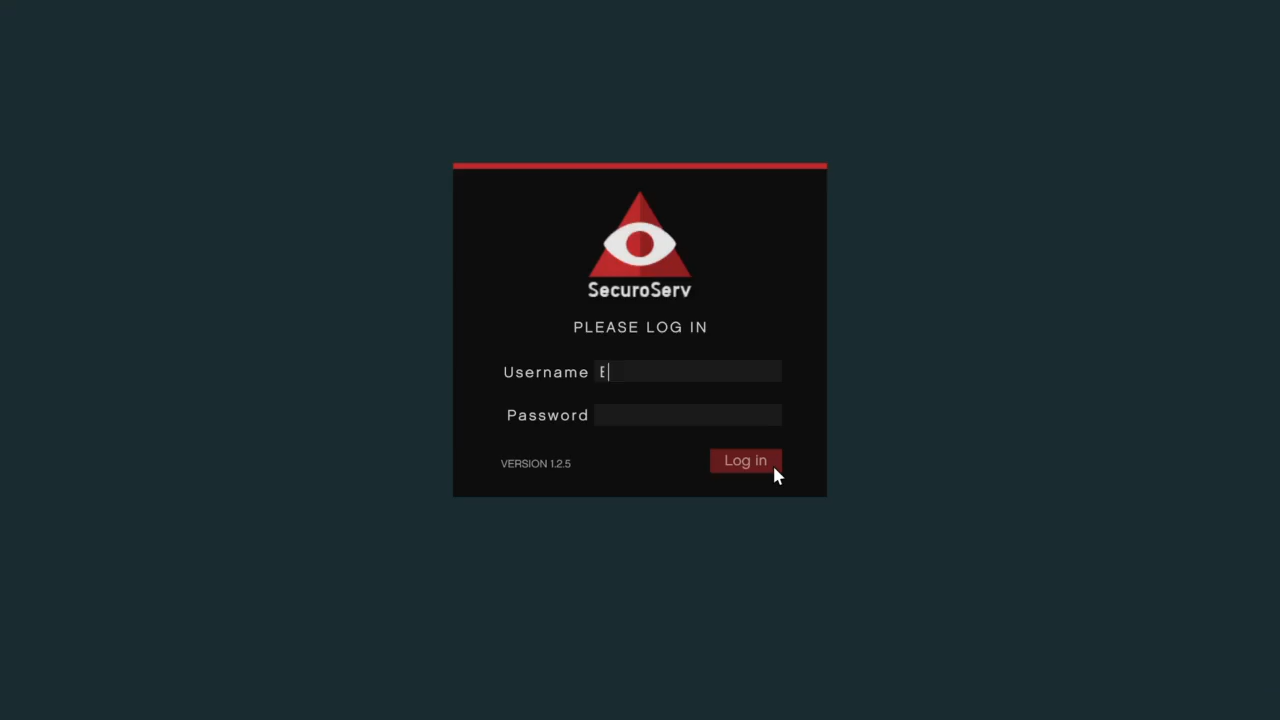 SecuroServ
PLEASE LOG IN
Username E
Password
VERSION 1.2.5
Log in